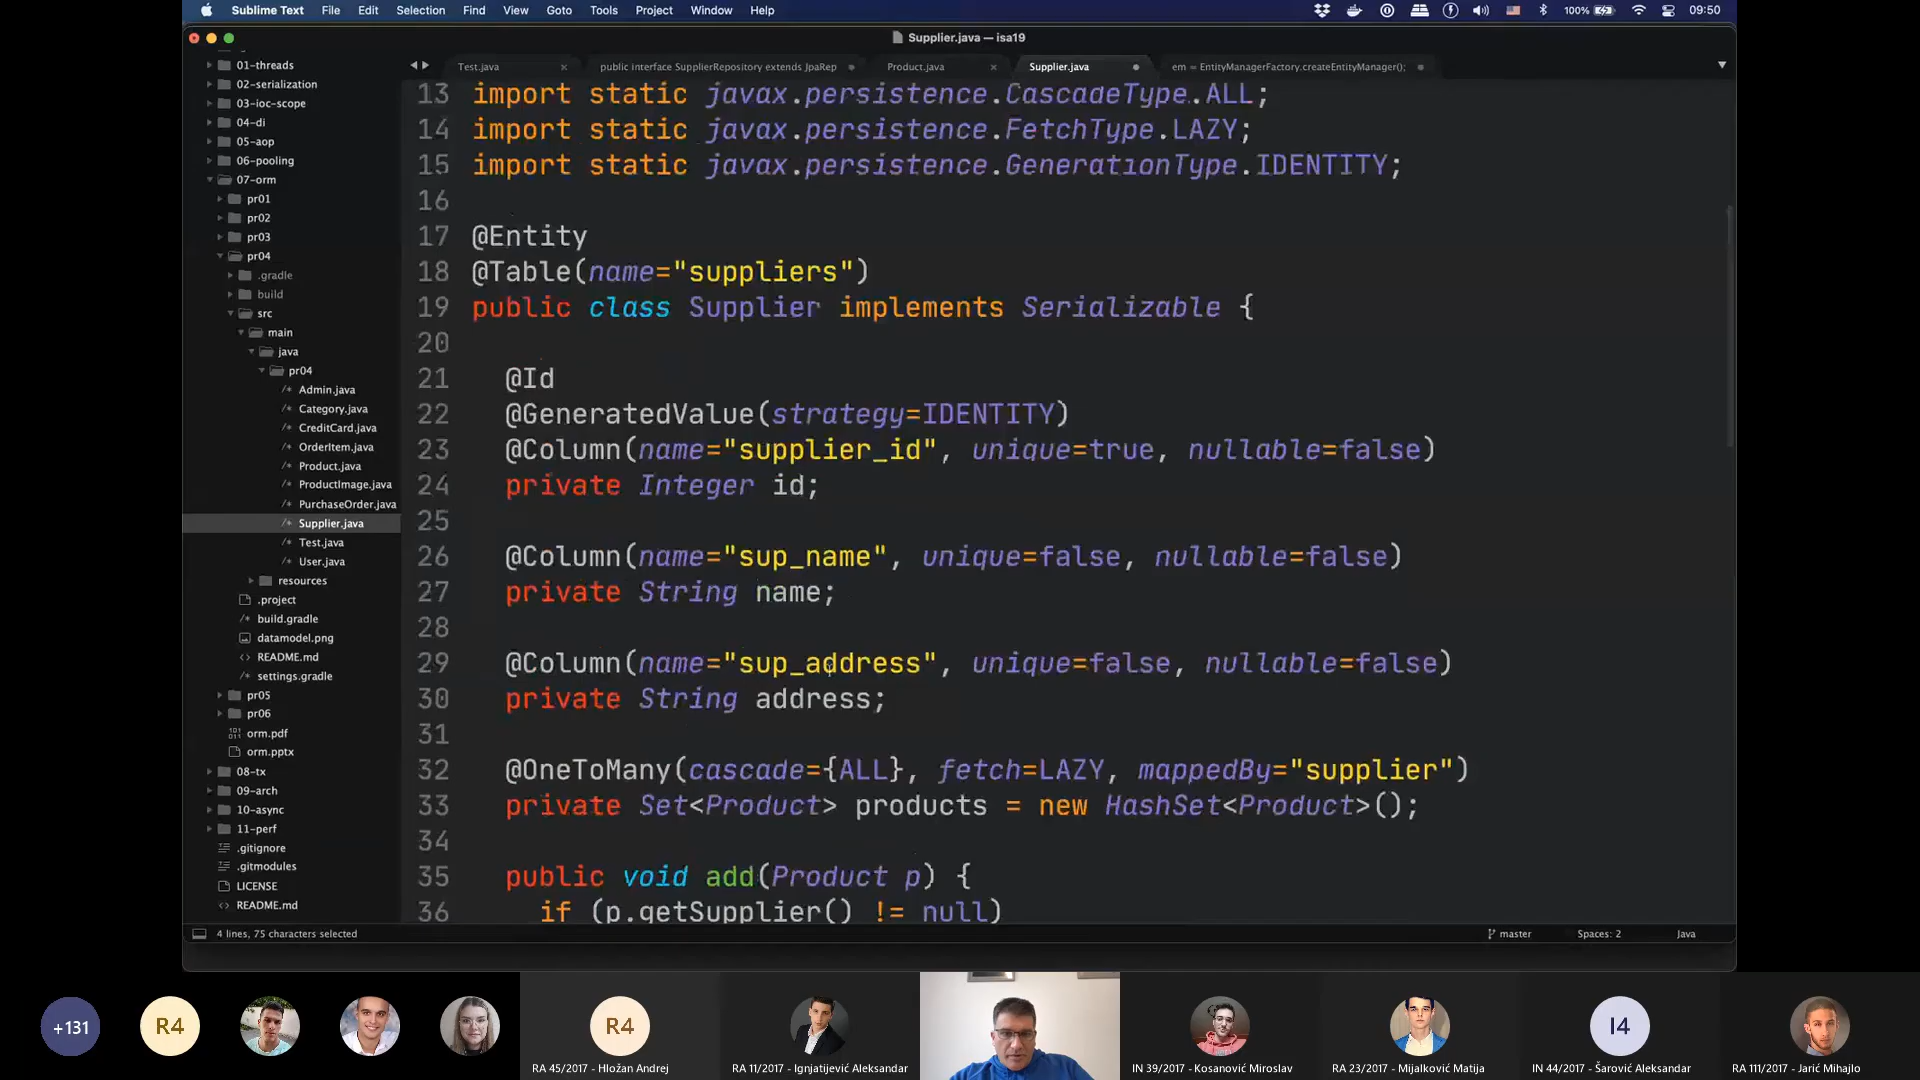 Sublime Text File Edit Selection Find View Goto Tools Project Window Help 100% 09:50
Supplier.java — isa19
01-threads
02-serialization
03-ioc-scope
04-di
05-aop
06-pooling
07-orm
pr01
pr02
pr03
pr04
.gradle
build
src
main
java
pr04
Admin.java
Category.java
CreditCard.java
OrderItem.java
Product.java
ProductImage.java
PurchaseOrder.java
Supplier.java
Test.java
User.java
resources
.project
build.gradle
datamodel.png
README.md
settings.gradle
pr05
pr06
orm.pdf
orm.pptx
08-tx
09-arch
10-async
11-perf
.gitignore
.gitmodules
LICENSE
README.md
Test.java public interface SupplierRepository extends JpaRep Product.java Supplier.java em = EntityManagerFactory.createEntityManager();
13 import static javax.persistence.CascadeType.ALL;
14 import static javax.persistence.FetchType.LAZY;
15 import static javax.persistence.GenerationType.IDENTITY;
16
17 @Entity
18 @Table(name="suppliers")
19 public class Supplier implements Serializable {
20
21 @Id
22 @GeneratedValue(strategy=IDENTITY)
23 @Column(name="supplier_id", unique=true, nullable=false)
24 private Integer id;
25
26 @Column(name="sup_name", unique=false, nullable=false)
27 private String name;
28
29 @Column(name="sup_address", unique=false, nullable=false)
30 private String address;
31
32 @OneToMany(cascade={ALL}, fetch=LAZY, mappedBy="supplier")
33 private Set<Product> products = new HashSet<Product>();
34
35 public void add(Product p) {
36 if (p.getSupplier() != null)
4 lines, 75 characters selected master Spaces: 2 Java
+131 R4 R4 I4
RA 45/2017 - Hložan Andrej RA 11/2017 - Ignjatijević Aleksandar IN 39/2017 - Kosanović Miroslav RA 23/2017 - Mijalković Matija IN 44/2017 - Šarović Aleksandar RA 111/2017 - Jarić Mihajlo